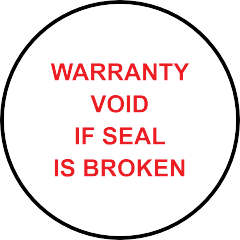 WARRANTY
VOID
IF SEAL
IS BROKEN